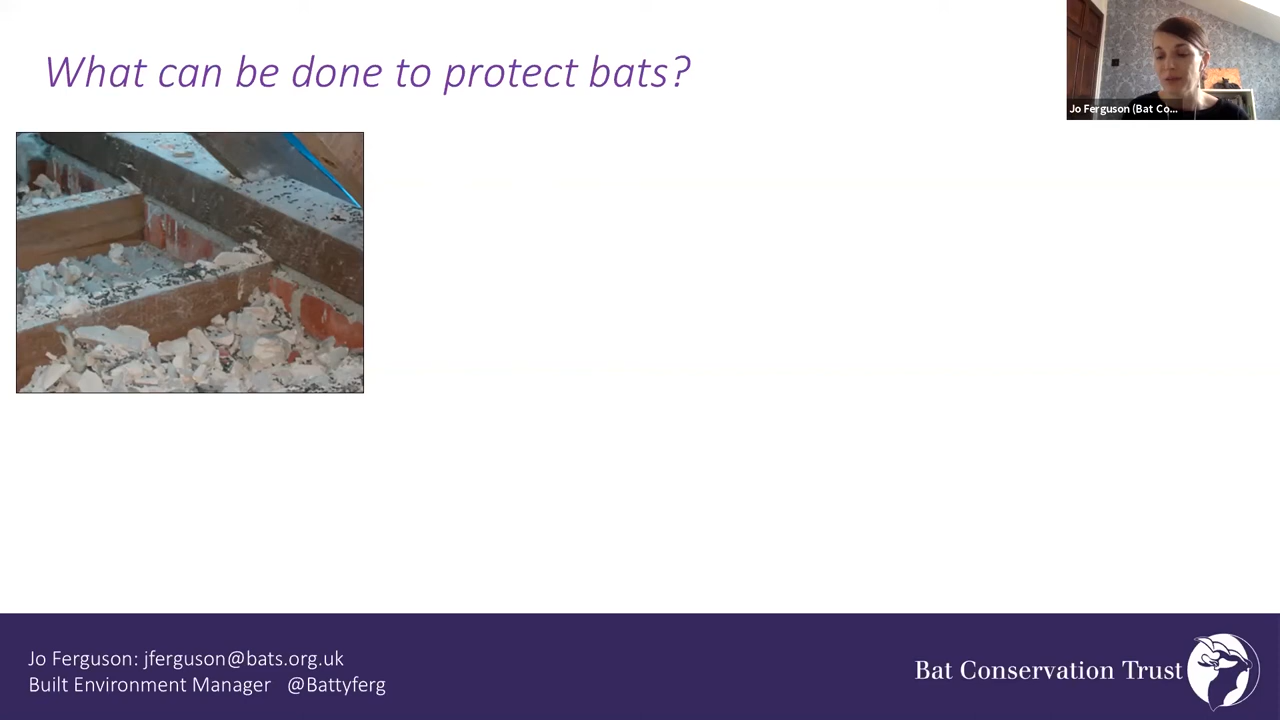 What can be done to protect bats?
Jo Ferguson (Bat Co...
Jo Ferguson: jferguson@bats.org.uk
Built Environment Manager @Battyferg
Bat Conservation Trust